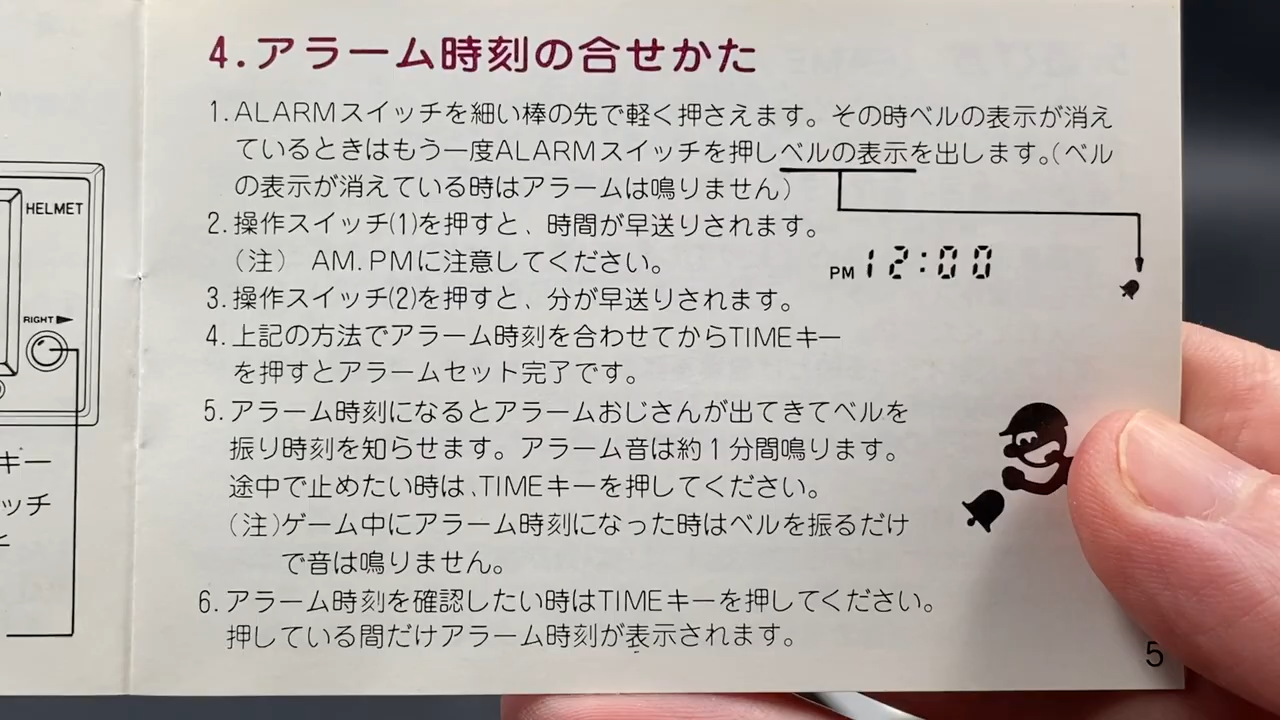 HELMET
RIGHT
キー
ッチ
4.アラーム時刻の合せかた
1.ALARMスイッチを細い棒の先で軽く押さえます。その時ベルの表示が消え
ているときはもう一度ALARMスイッチを押しベルの表示を出します。(ベル
の表示が消えている時はアラームは鳴りません)
2.操作スイッチ(1)を押すと、時間が早送りされます。
(注) AM.PMに注意してください。
PM 12:00
3.操作スイッチ(2)を押すと、分が早送りされます。
4.上記の方法でアラーム時刻を合わせてからTIMEキー
を押すとアラームセット完了です。
5.アラーム時刻になるとアラームおじさんが出てきてベルを
振り時刻を知らせます。アラーム音は約1分間鳴ります。
途中で止めたい時は、TIMEキーを押してください。
(注)ゲーム中にアラーム時刻になった時はベルを振るだけ
で音は鳴りません。
6.アラーム時刻を確認したい時はTIMEキーを押してください。
押している間だけアラーム時刻が表示されます。
5